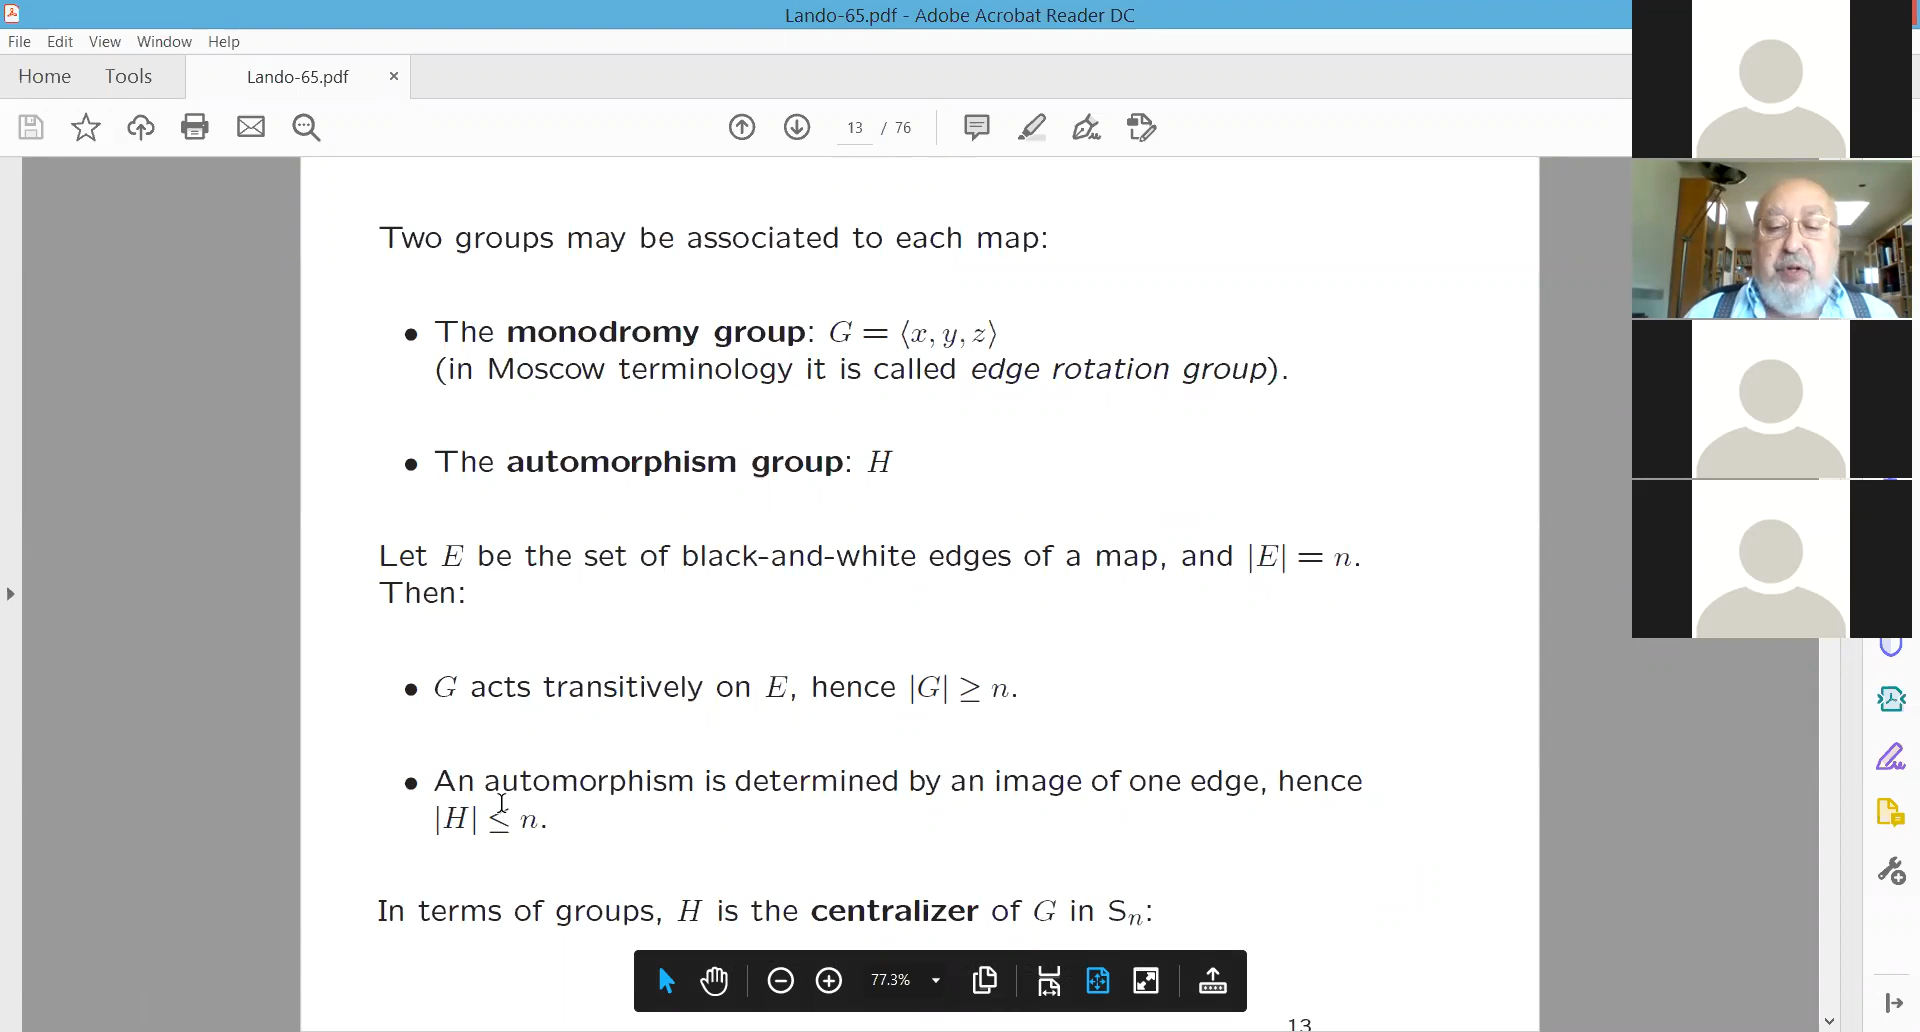 Lando-65.pdf - Adobe Acrobat Reader DC
File Edit View Window Help
Home Tools Lando-65.pdf ×
13 / 76
Two groups may be associated to each map:
• The monodromy group: G = ⟨x, y, z⟩
(in Moscow terminology it is called edge rotation group).
• The automorphism group: H
Let E be the set of black-and-white edges of a map, and |E| = n.
Then:
• G acts transitively on E, hence |G| ≥ n.
• An automorphism is determined by an image of one edge, hence
|H| ≤ n.
In terms of groups, H is the centralizer of G in Sₙ:
77.3%
13